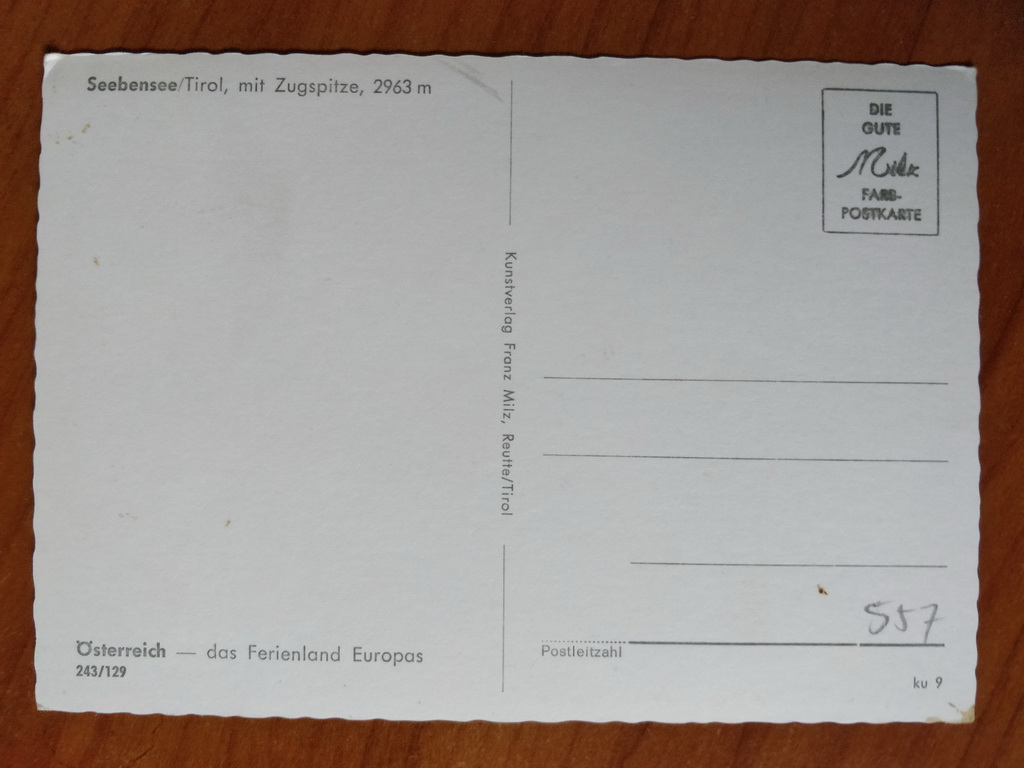 Seebensee/Tirol, mit Zugspitze, 2963 m
DIE
GUTE
Milz
FARB-
POSTKARTE
Kunstverlag Franz Milz, Reutte/Tirol
557
Postleitzahl
Österreich — das Ferienland Europas
243/129
ku 9